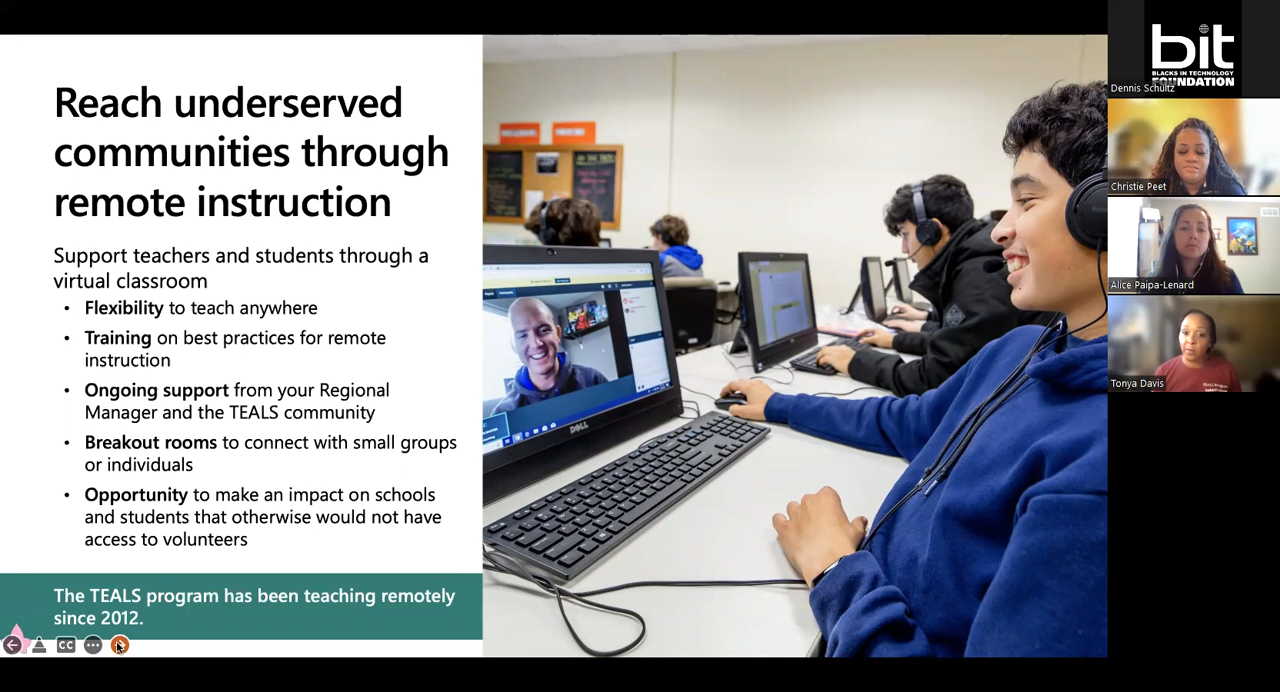 Reach underserved
communities through
remote instruction
Support teachers and students through a
virtual classroom
• Flexibility to teach anywhere
• Training on best practices for remote
instruction
• Ongoing support from your Regional
Manager and the TEALS community
• Breakout rooms to connect with small groups
or individuals
• Opportunity to make an impact on schools
and students that otherwise would not have
access to volunteers
The TEALS program has been teaching remotely
since 2012.
CC
DELL
bit
BLACKS IN TECHNOLOGY
FOUNDATION
Dennis Schultz
Christie Peet
Alice Paipa-Lenard
Tonya Davis